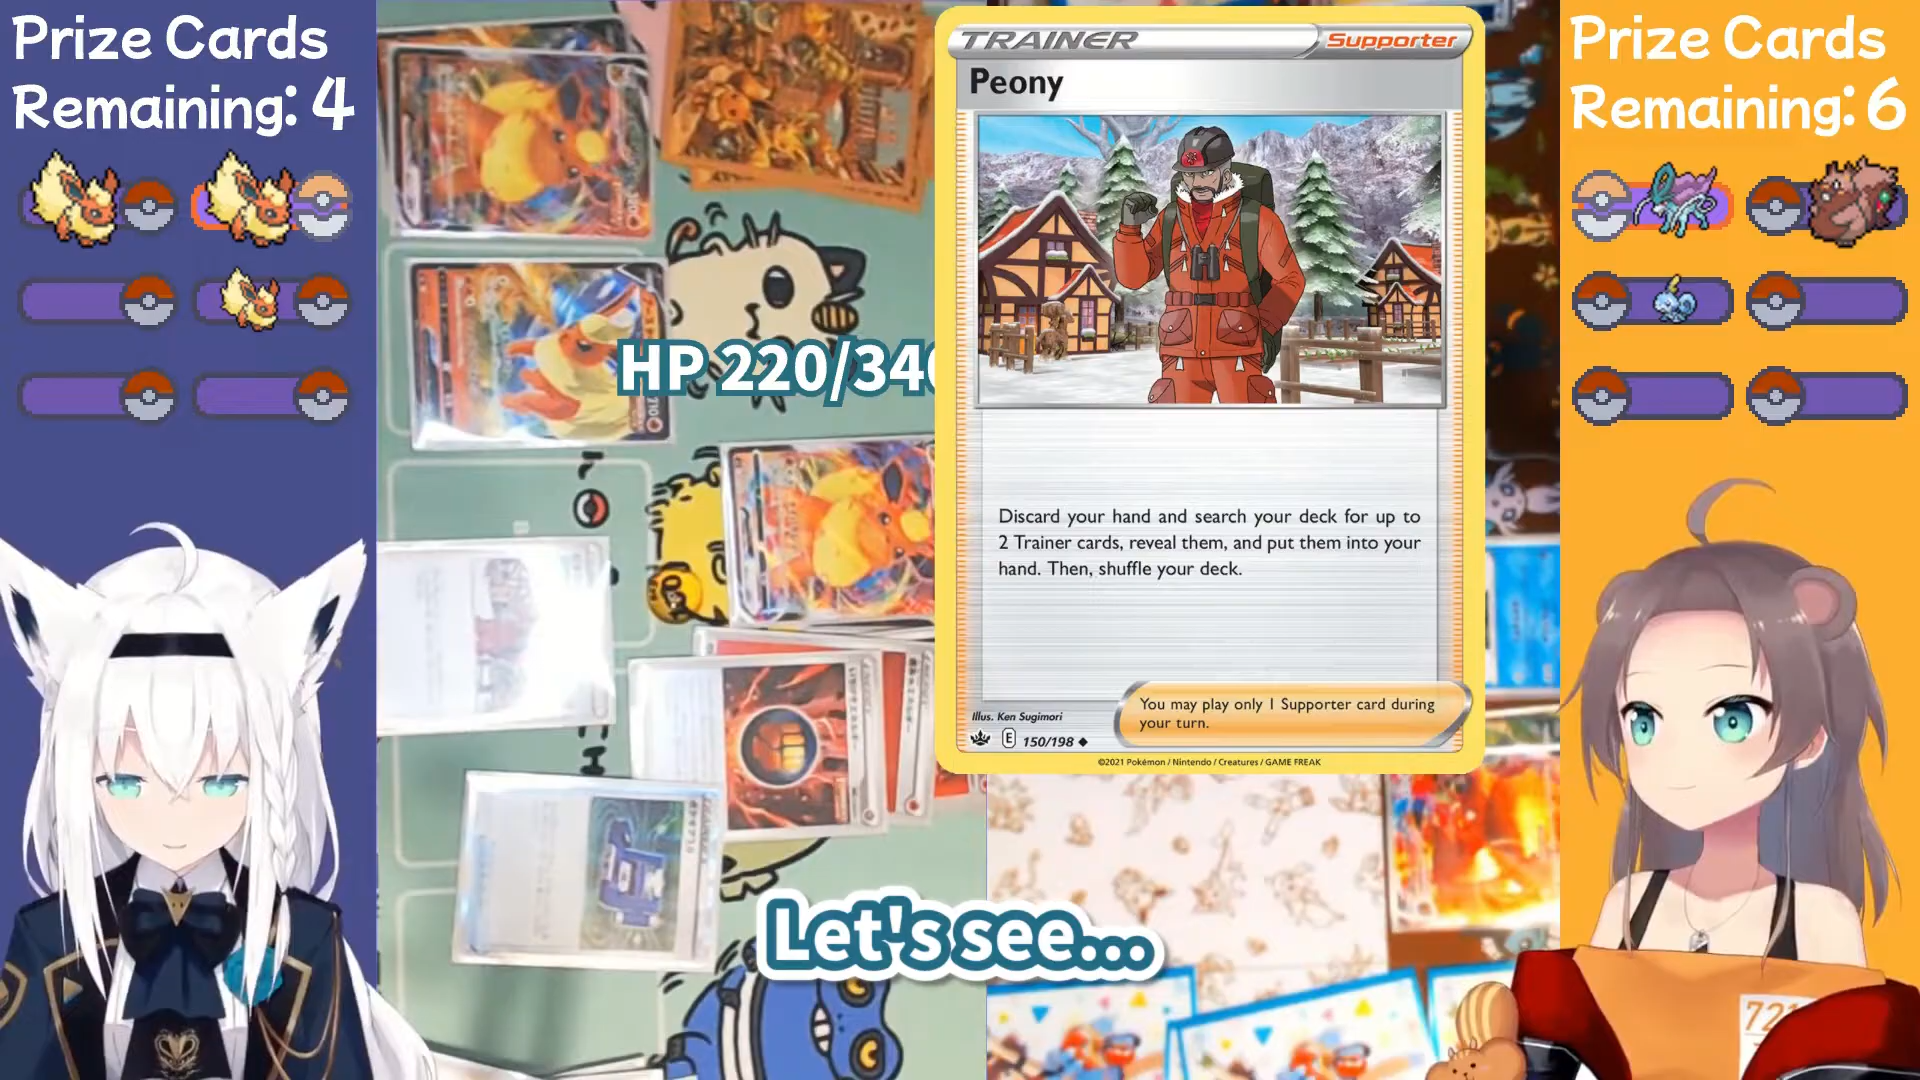 Prize Cards
Remaining: 4
Prize Cards
Remaining: 6
TRAINER
Supporter
Peony
HP 220/340
Discard your hand and search your deck for up to
2 Trainer cards, reveal them, and put them into your
hand. Then, shuffle your deck.
You may play only 1 Supporter card during
your turn.
Illus. Ken Sugimori
E 150/198
©2021 Pokémon / Nintendo / Creatures / GAME FREAK
Let's see...